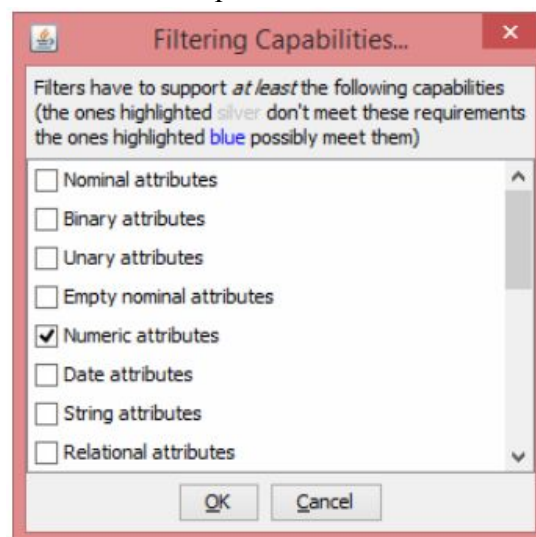 Filtering Capabilities...
Filters have to support at least the following capabilities
(the ones highlighted silver don't meet these requirements
the ones highlighted blue possibly meet them)
Nominal attributes
Binary attributes
Unary attributes
Empty nominal attributes
Numeric attributes
Date attributes
String attributes
Relational attributes
OK
Cancel